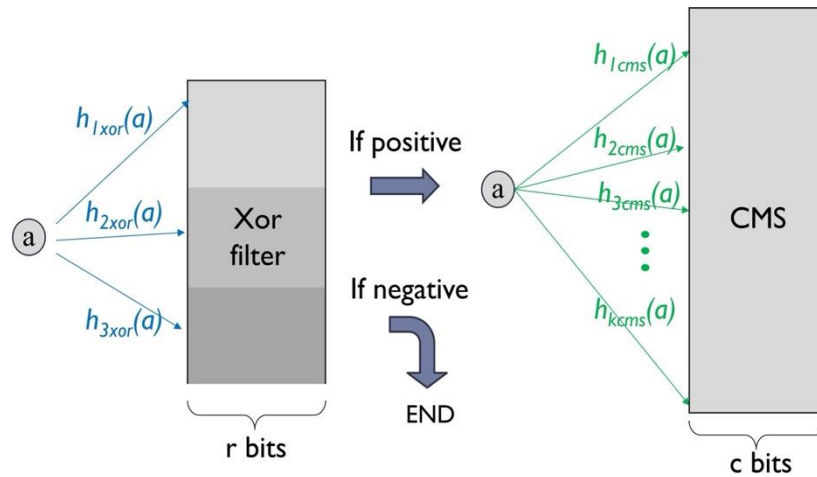 a
h1xor(a)
h2xor(a)
h3xor(a)
Xor
filter
r bits
If positive
If negative
END
a
h1cms(a)
h2cms(a)
h3cms(a)
hkcms(a)
CMS
c bits